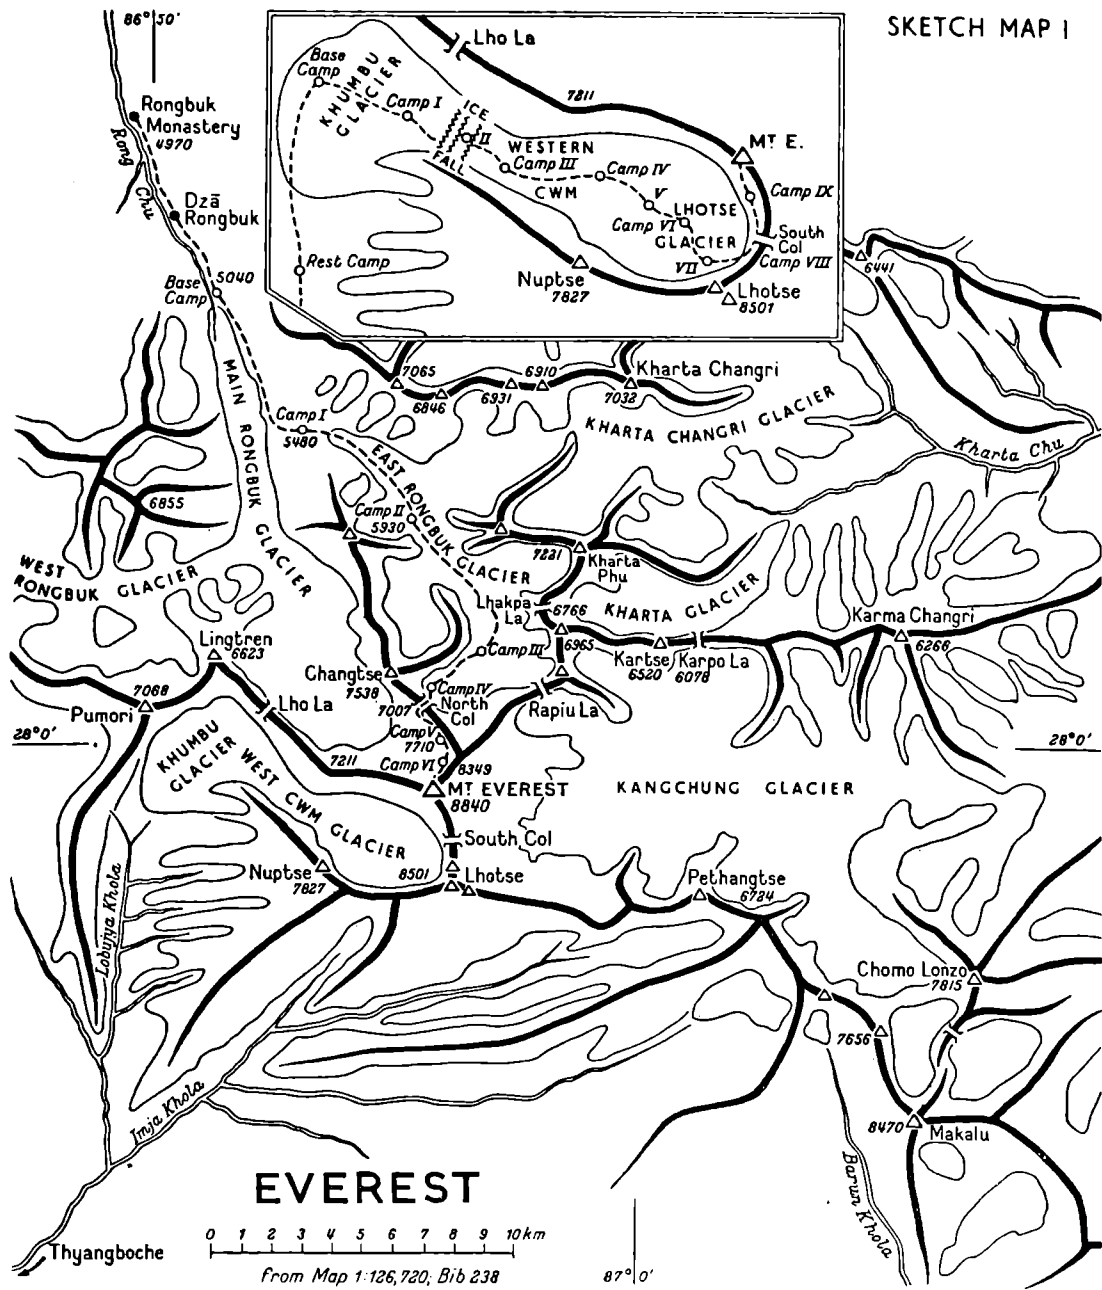 86°50'
SKETCH MAP I
Lho La
Base
Camp
KHUMBU
GLACIER
Camp I
7211
ICE
FALL
II
WESTERN
CWM
Camp III
Camp IV
V
Camp VI
VII
LHOTSE
GLACIER
Mᵀ E.
Camp IX
South
Col
Camp VIII
Rest Camp
Nuptse
7827
Lhotse
8501
Rongbuk
Monastery
4970
Rong
Chu
Dzā
Rongbuk
Base
Camp
5040
6441
7065
6846
6931
6910
7032
Kharta Changri
KHARTA CHANGRI GLACIER
Kharta Chu
MAIN RONGBUK GLACIER
Camp I
5480
EAST RONGBUK GLACIER
Camp II
5930
6855
WEST
RONGBUK GLACIER
7221
Kharta
Phu
Lhakpa
La
6766
KHARTA GLACIER
6965
Kartse
6520
Karpo La
6078
Karma Changri
6266
Lingtren
6623
Changtse
7538
Camp III
Camp IV
North
Col
7007
Rapiu La
Camp V
7710
Camp VI
8349
7068
Pumori
Lho La
28°0'
28°0'
KHUMBU
GLACIER
WEST CWM GLACIER
7211
Mᵀ EVEREST
8840
KANGCHUNG GLACIER
South Col
Nuptse
7827
8501
Lhotse
Pethangtse
6724
Lobujya Khola
Chomo Lonzo
7815
7656
8470
Makalu
Imja Khola
Barun Khola
EVEREST
0 1 2 3 4 5 6 7 8 9 10 km
from Map 1:126,720; Bib 238
Thyangboche
87°0'